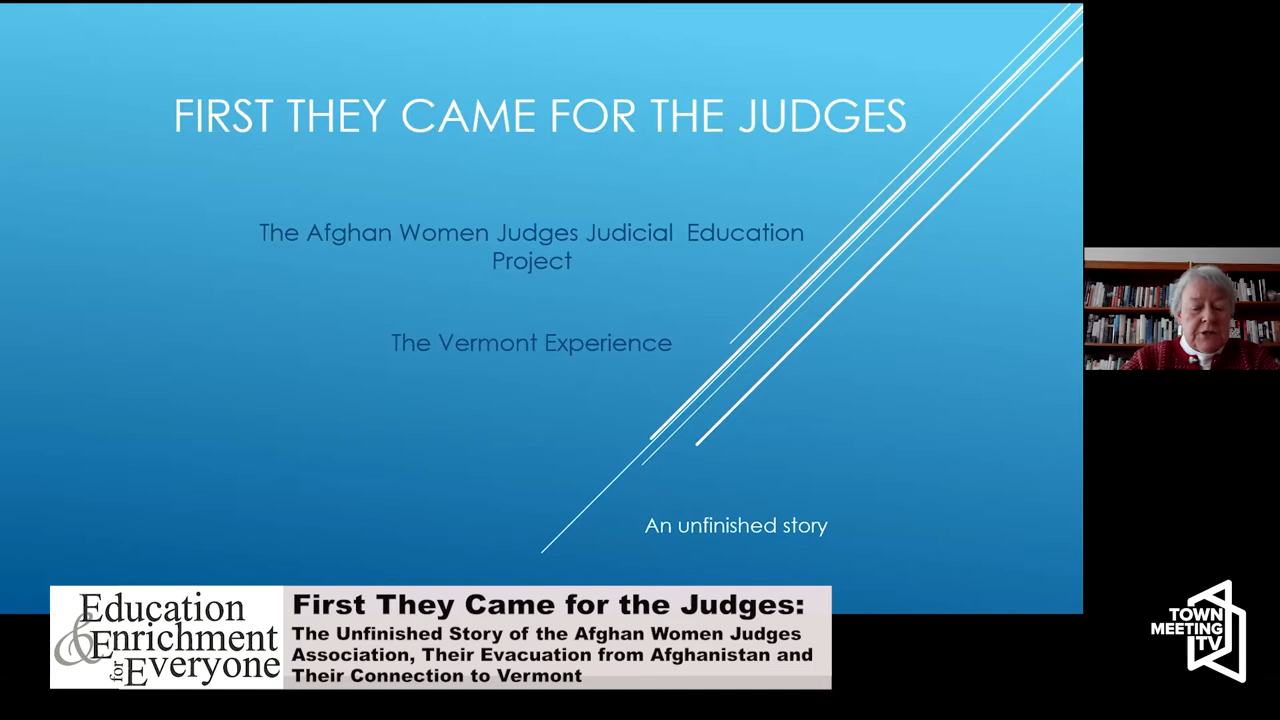 FIRST THEY CAME FOR THE JUDGES
The Afghan Women Judges Judicial Education
Project
The Vermont Experience
An unfinished story
Education
& Enrichment
for Everyone
First They Came for the Judges:
The Unfinished Story of the Afghan Women Judges
Association, Their Evacuation from Afghanistan and
Their Connection to Vermont
TOWN
MEETING
TV